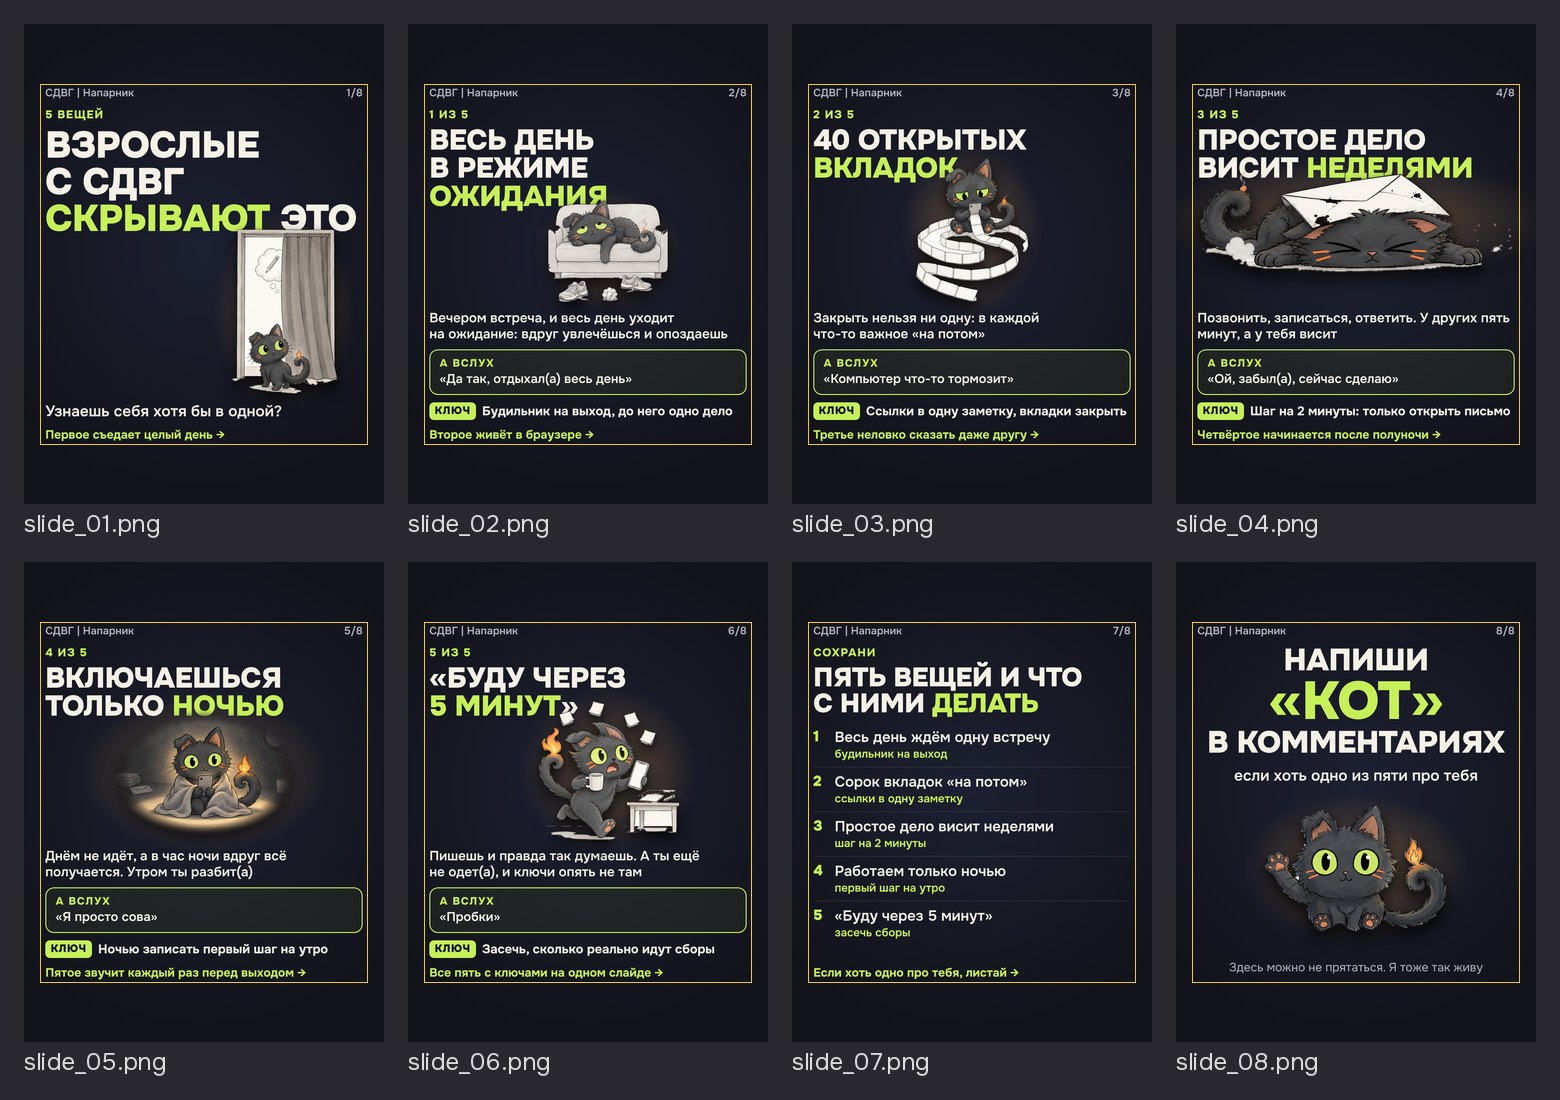 СДВГ | Напарник
1/8
5 ВЕЩЕЙ
ВЗРОСЛЫЕ
С СДВГ
СКРЫВАЮТ ЭТО
Узнаешь себя хотя бы в одной?
Первое съедает целый день →
slide_01.png
СДВГ | Напарник
2/8
1 ИЗ 5
ВЕСЬ ДЕНЬ
В РЕЖИМЕ
ОЖИДАНИЯ
Вечером встреча, и весь день уходит
на ожидание: вдруг увлечёшься и опоздаешь
А ВСЛУХ
«Да так, отдыхал(а) весь день»
КЛЮЧ Будильник на выход, до него одно дело
Второе живёт в браузере →
slide_02.png
СДВГ | Напарник
3/8
2 ИЗ 5
40 ОТКРЫТЫХ
ВКЛАДОК
Закрыть нельзя ни одну: в каждой
что-то важное «на потом»
А ВСЛУХ
«Компьютер что-то тормозит»
КЛЮЧ Ссылки в одну заметку, вкладки закрыть
Третье неловко сказать даже другу →
slide_03.png
СДВГ | Напарник
4/8
3 ИЗ 5
ПРОСТОЕ ДЕЛО
ВИСИТ НЕДЕЛЯМИ
Позвонить, записаться, ответить. У других пять
минут, а у тебя висит
А ВСЛУХ
«Ой, забыл(а), сейчас сделаю»
КЛЮЧ Шаг на 2 минуты: только открыть письмо
Четвёртое начинается после полуночи →
slide_04.png
СДВГ | Напарник
5/8
4 ИЗ 5
ВКЛЮЧАЕШЬСЯ
ТОЛЬКО НОЧЬЮ
Днём не идёт, а в час ночи вдруг всё
получается. Утром ты разбит(а)
А ВСЛУХ
«Я просто сова»
КЛЮЧ Ночью записать первый шаг на утро
Пятое звучит каждый раз перед выходом →
slide_05.png
СДВГ | Напарник
6/8
5 ИЗ 5
«БУДУ ЧЕРЕЗ
5 МИНУТ»
Пишешь и правда так думаешь. А ты ещё
не одет(а), и ключи опять не там
А ВСЛУХ
«Пробки»
КЛЮЧ Засечь, сколько реально идут сборы
Все пять с ключами на одном слайде →
slide_06.png
СДВГ | Напарник
7/8
СОХРАНИ
ПЯТЬ ВЕЩЕЙ И ЧТО
С НИМИ ДЕЛАТЬ
1 Весь день ждём одну встречу
будильник на выход
2 Сорок вкладок «на потом»
ссылки в одну заметку
3 Простое дело висит неделями
шаг на 2 минуты
4 Работаем только ночью
первый шаг на утро
5 «Буду через 5 минут»
засечь сборы
Если хоть одно про тебя, листай →
slide_07.png
СДВГ | Напарник
8/8
НАПИШИ
«КОТ»
В КОММЕНТАРИЯХ
если хоть одно из пяти про тебя
Здесь можно не прятаться. Я тоже так живу
slide_08.png